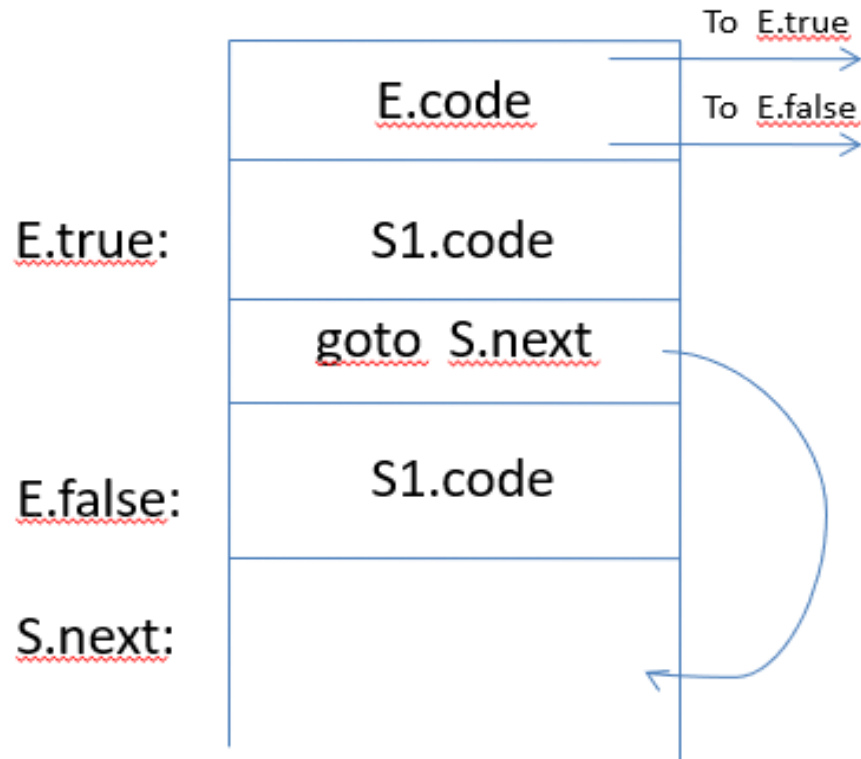 To E.true
E.code
To E.false
E.true:
S1.code
goto S.next
E.false:
S1.code
S.next: